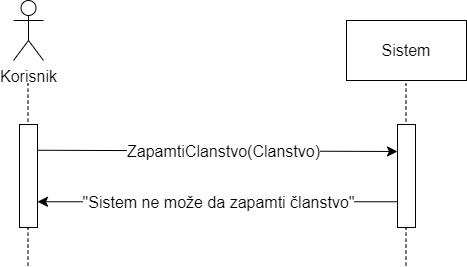 Korisnik
Sistem
ZapamtiClanstvo(Clanstvo)
"Sistem ne može da zapamti članstvo"